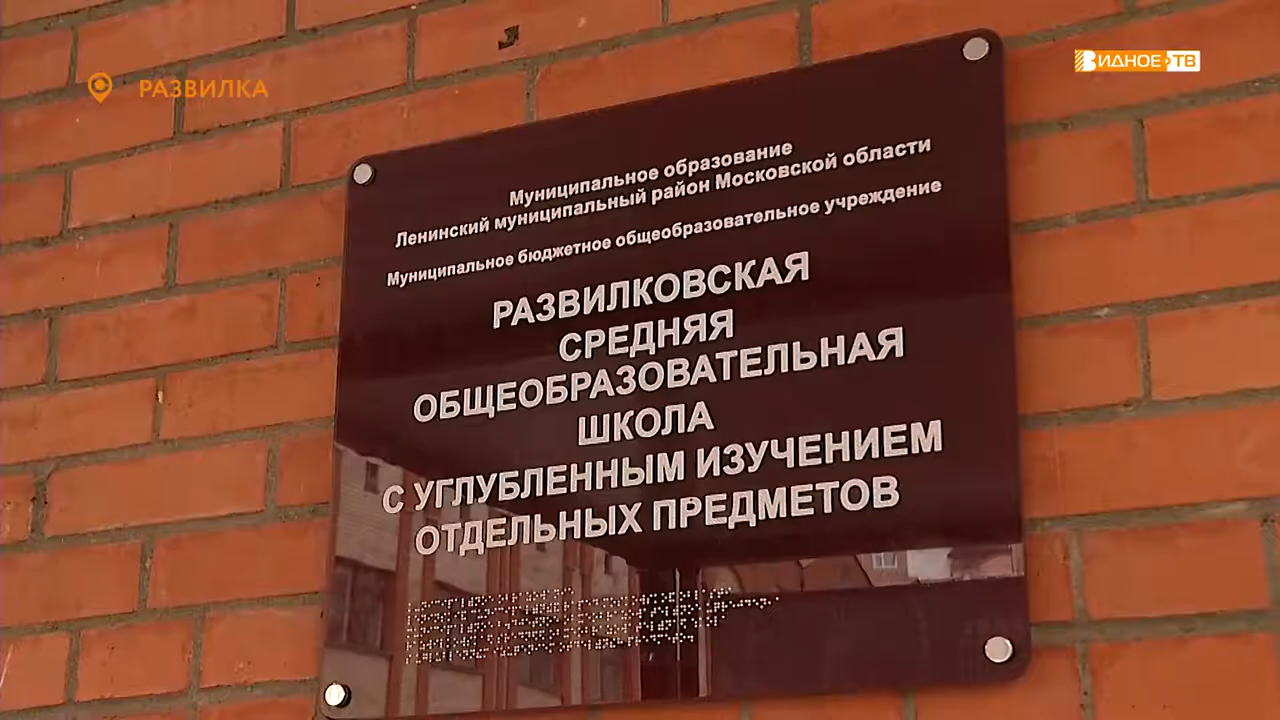 РАЗВИЛКА
ВИДНОЕ ТВ
Муниципальное образование
Ленинский муниципальный район Московской области
Муниципальное бюджетное общеобразовательное учреждение
РАЗВИЛКОВСКАЯ
СРЕДНЯЯ
ОБЩЕОБРАЗОВАТЕЛЬНАЯ
ШКОЛА
С УГЛУБЛЕННЫМ ИЗУЧЕНИЕМ
ОТДЕЛЬНЫХ ПРЕДМЕТОВ